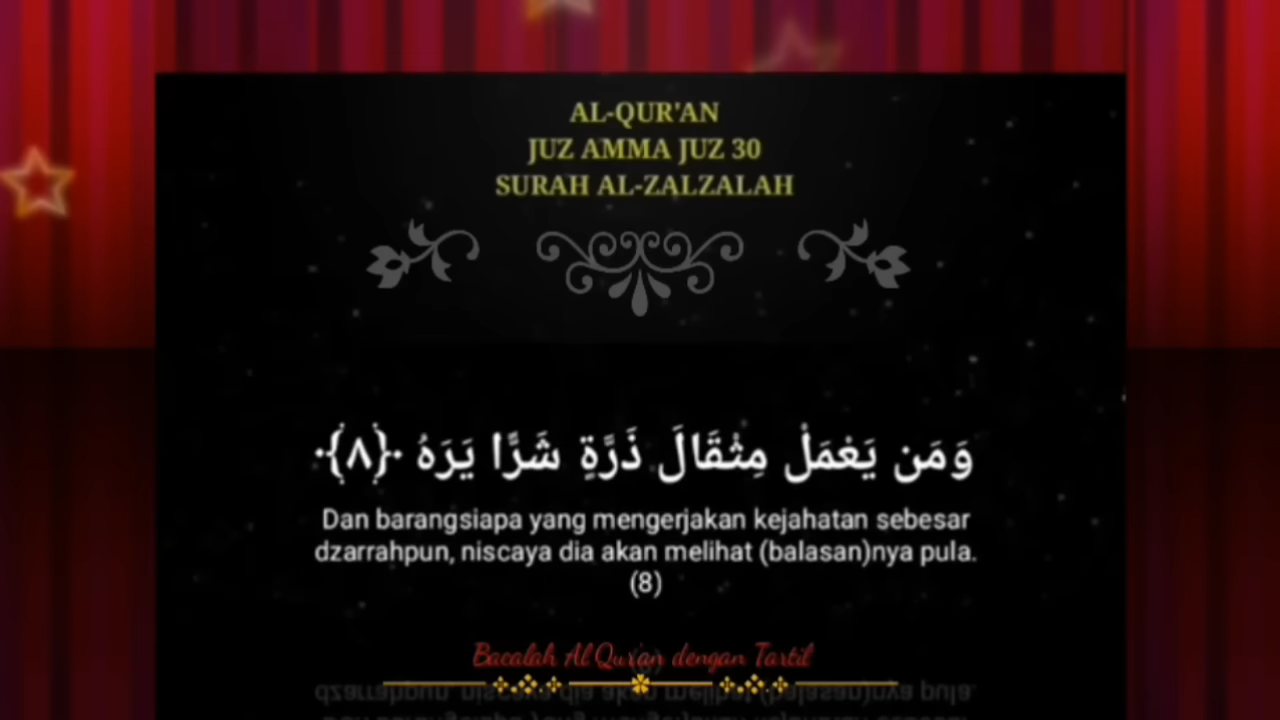 AL-QUR'AN
JUZ AMMA JUZ 30
SURAH AL-ZALZALAH
وَمَن يَعْمَلْ مِثْقَالَ ذَرَّةٍ شَرًّا يَرَهُ ﴿٨﴾
Dan barangsiapa yang mengerjakan kejahatan sebesar
dzarrahpun, niscaya dia akan melihat (balasan)nya pula.
(8)
Bacalah Al Qur'an dengan Tartil